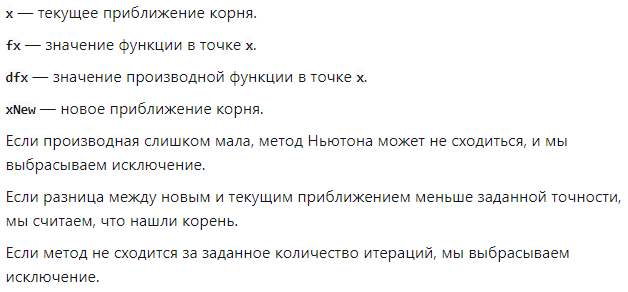 x — текущее приближение корня.
fx — значение функции в точке x.
dfx — значение производной функции в точке x.
xNew — новое приближение корня.
Если производная слишком мала, метод Ньютона может не сходиться, и мы
выбрасываем исключение.
Если разница между новым и текущим приближением меньше заданной точности,
мы считаем, что нашли корень.
Если метод не сходится за заданное количество итераций, мы выбрасываем
исключение.